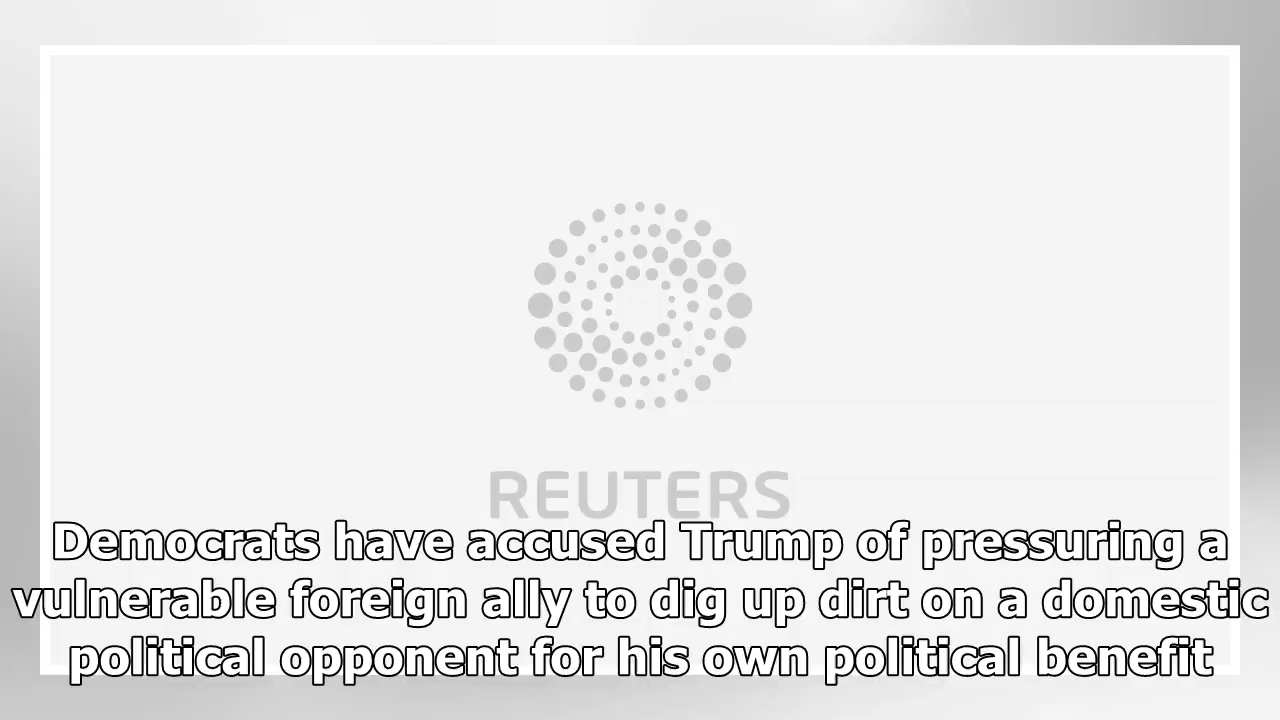 REUTERS
Democrats have accused Trump of pressuring a
vulnerable foreign ally to dig up dirt on a domestic
political opponent for his own political benefit